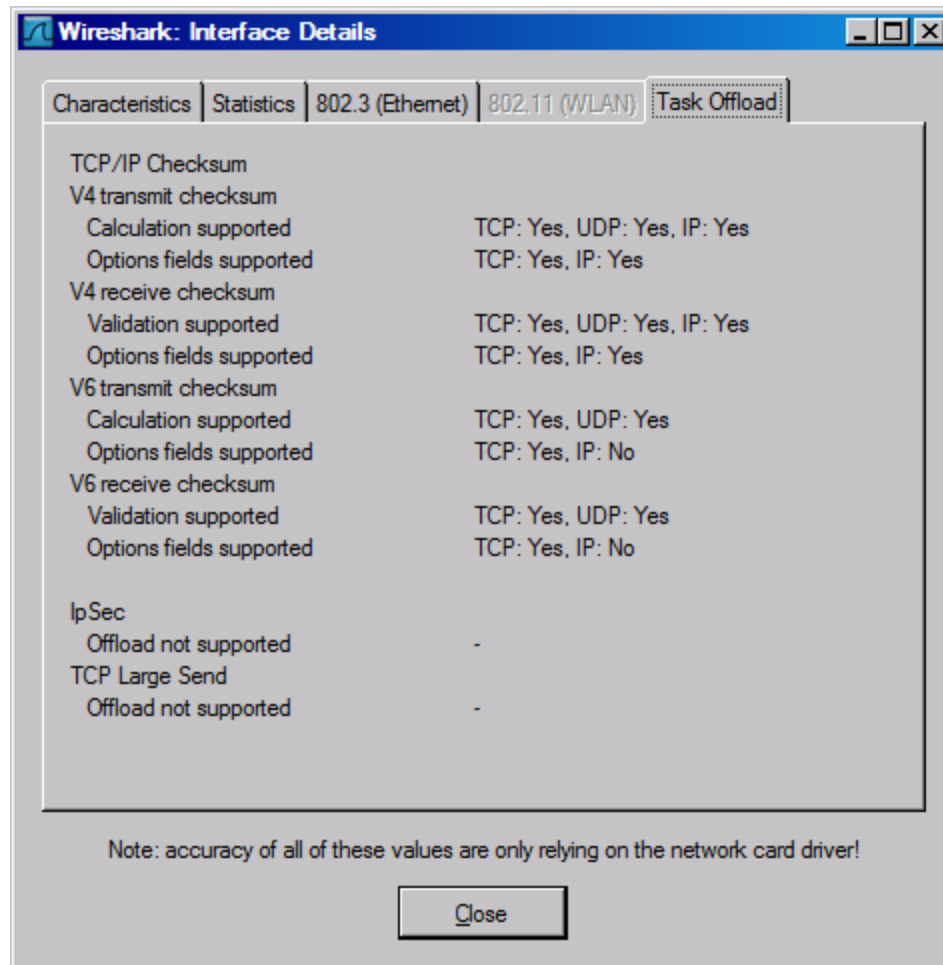 Wireshark: Interface Details
Characteristics Statistics 802.3 (Ethernet) 802.11 (WLAN) Task Offload
TCP/IP Checksum
V4 transmit checksum
Calculation supported TCP: Yes, UDP: Yes, IP: Yes
Options fields supported TCP: Yes, IP: Yes
V4 receive checksum
Validation supported TCP: Yes, UDP: Yes, IP: Yes
Options fields supported TCP: Yes, IP: Yes
V6 transmit checksum
Calculation supported TCP: Yes, UDP: Yes
Options fields supported TCP: Yes, IP: No
V6 receive checksum
Validation supported TCP: Yes, UDP: Yes
Options fields supported TCP: Yes, IP: No
IpSec
Offload not supported -
TCP Large Send
Offload not supported -
Note: accuracy of all of these values are only relying on the network card driver!
Close